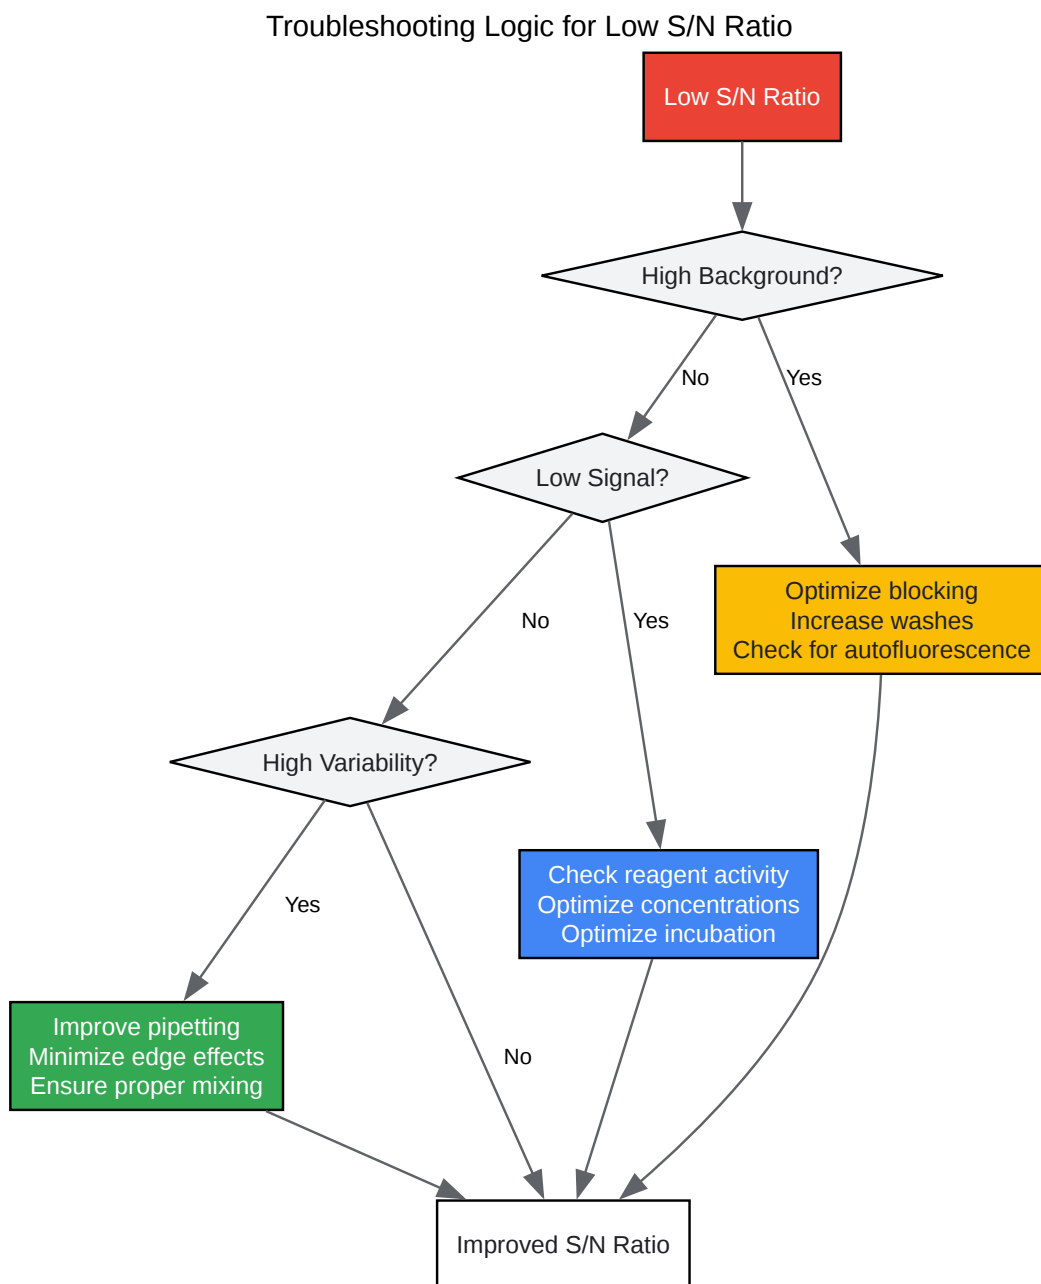 Troubleshooting Logic for Low S/N Ratio
Low S/N Ratio
High Background?
No
Yes
Low Signal?
Optimize blocking
Increase washes
Check for autofluorescence
No
Yes
High Variability?
Check reagent activity
Optimize concentrations
Optimize incubation
Yes
Improve pipetting
Minimize edge effects
Ensure proper mixing
No
Improved S/N Ratio